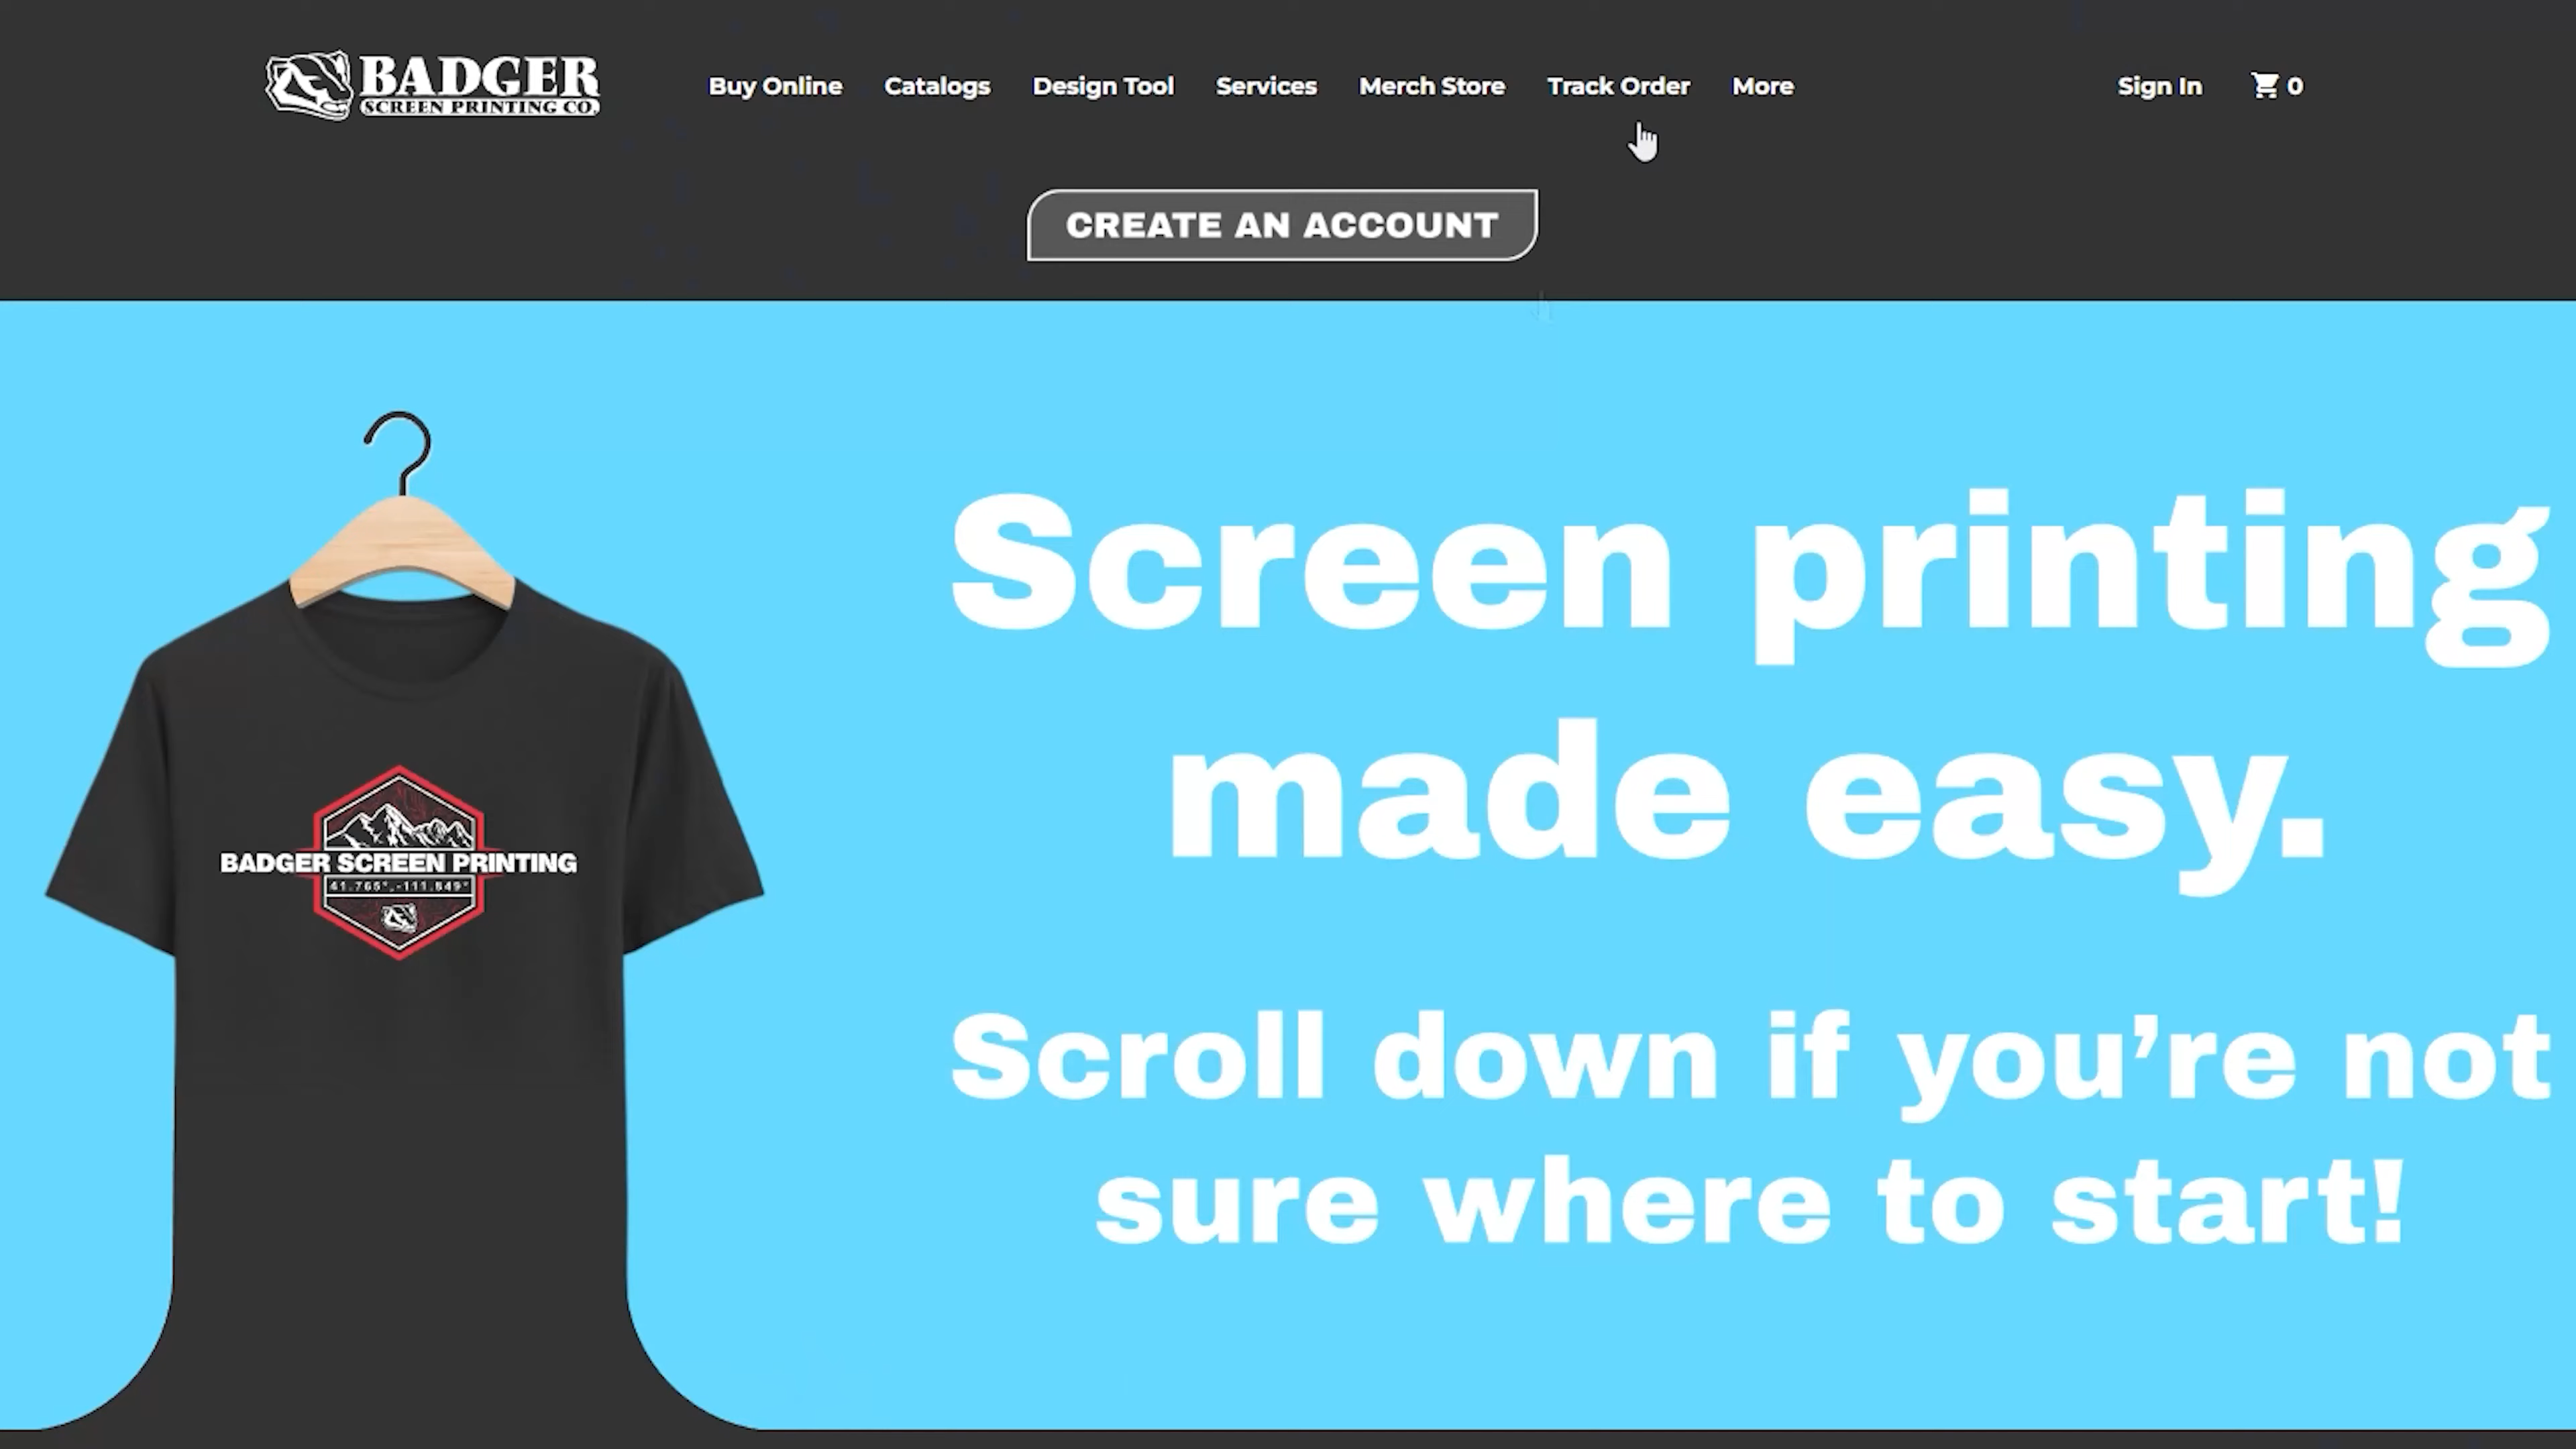 BADGER
SCREEN PRINTING CO.
Buy Online
Catalogs
Design Tool
Services
Merch Store
Track Order
More
Sign In
0
CREATE AN ACCOUNT
Screen printing
made easy.
Scroll down if you’re not
sure where to start!
BADGER SCREEN PRINTING
41.765°,-111.849°